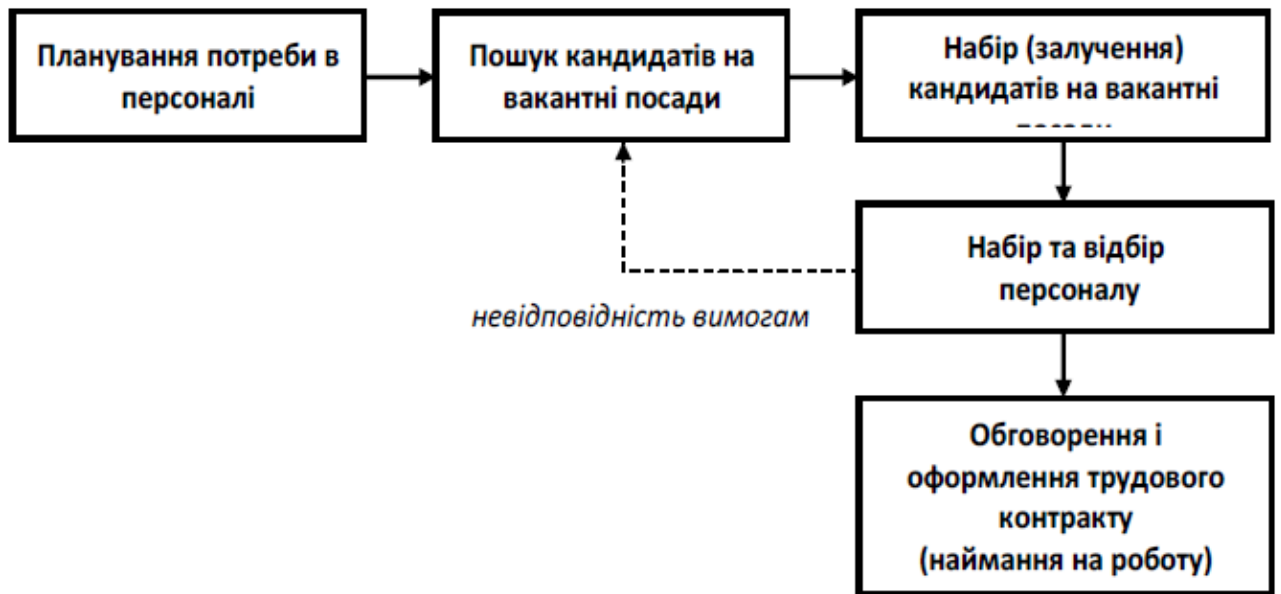 Планування потреби в
персоналі
Пошук кандидатів на
вакантні посади
Набір (залучення)
кандидатів на вакантні
Набір та відбір
персоналу
невідповідність вимогам
Обговорення і
оформлення трудового
контракту
(наймання на роботу)